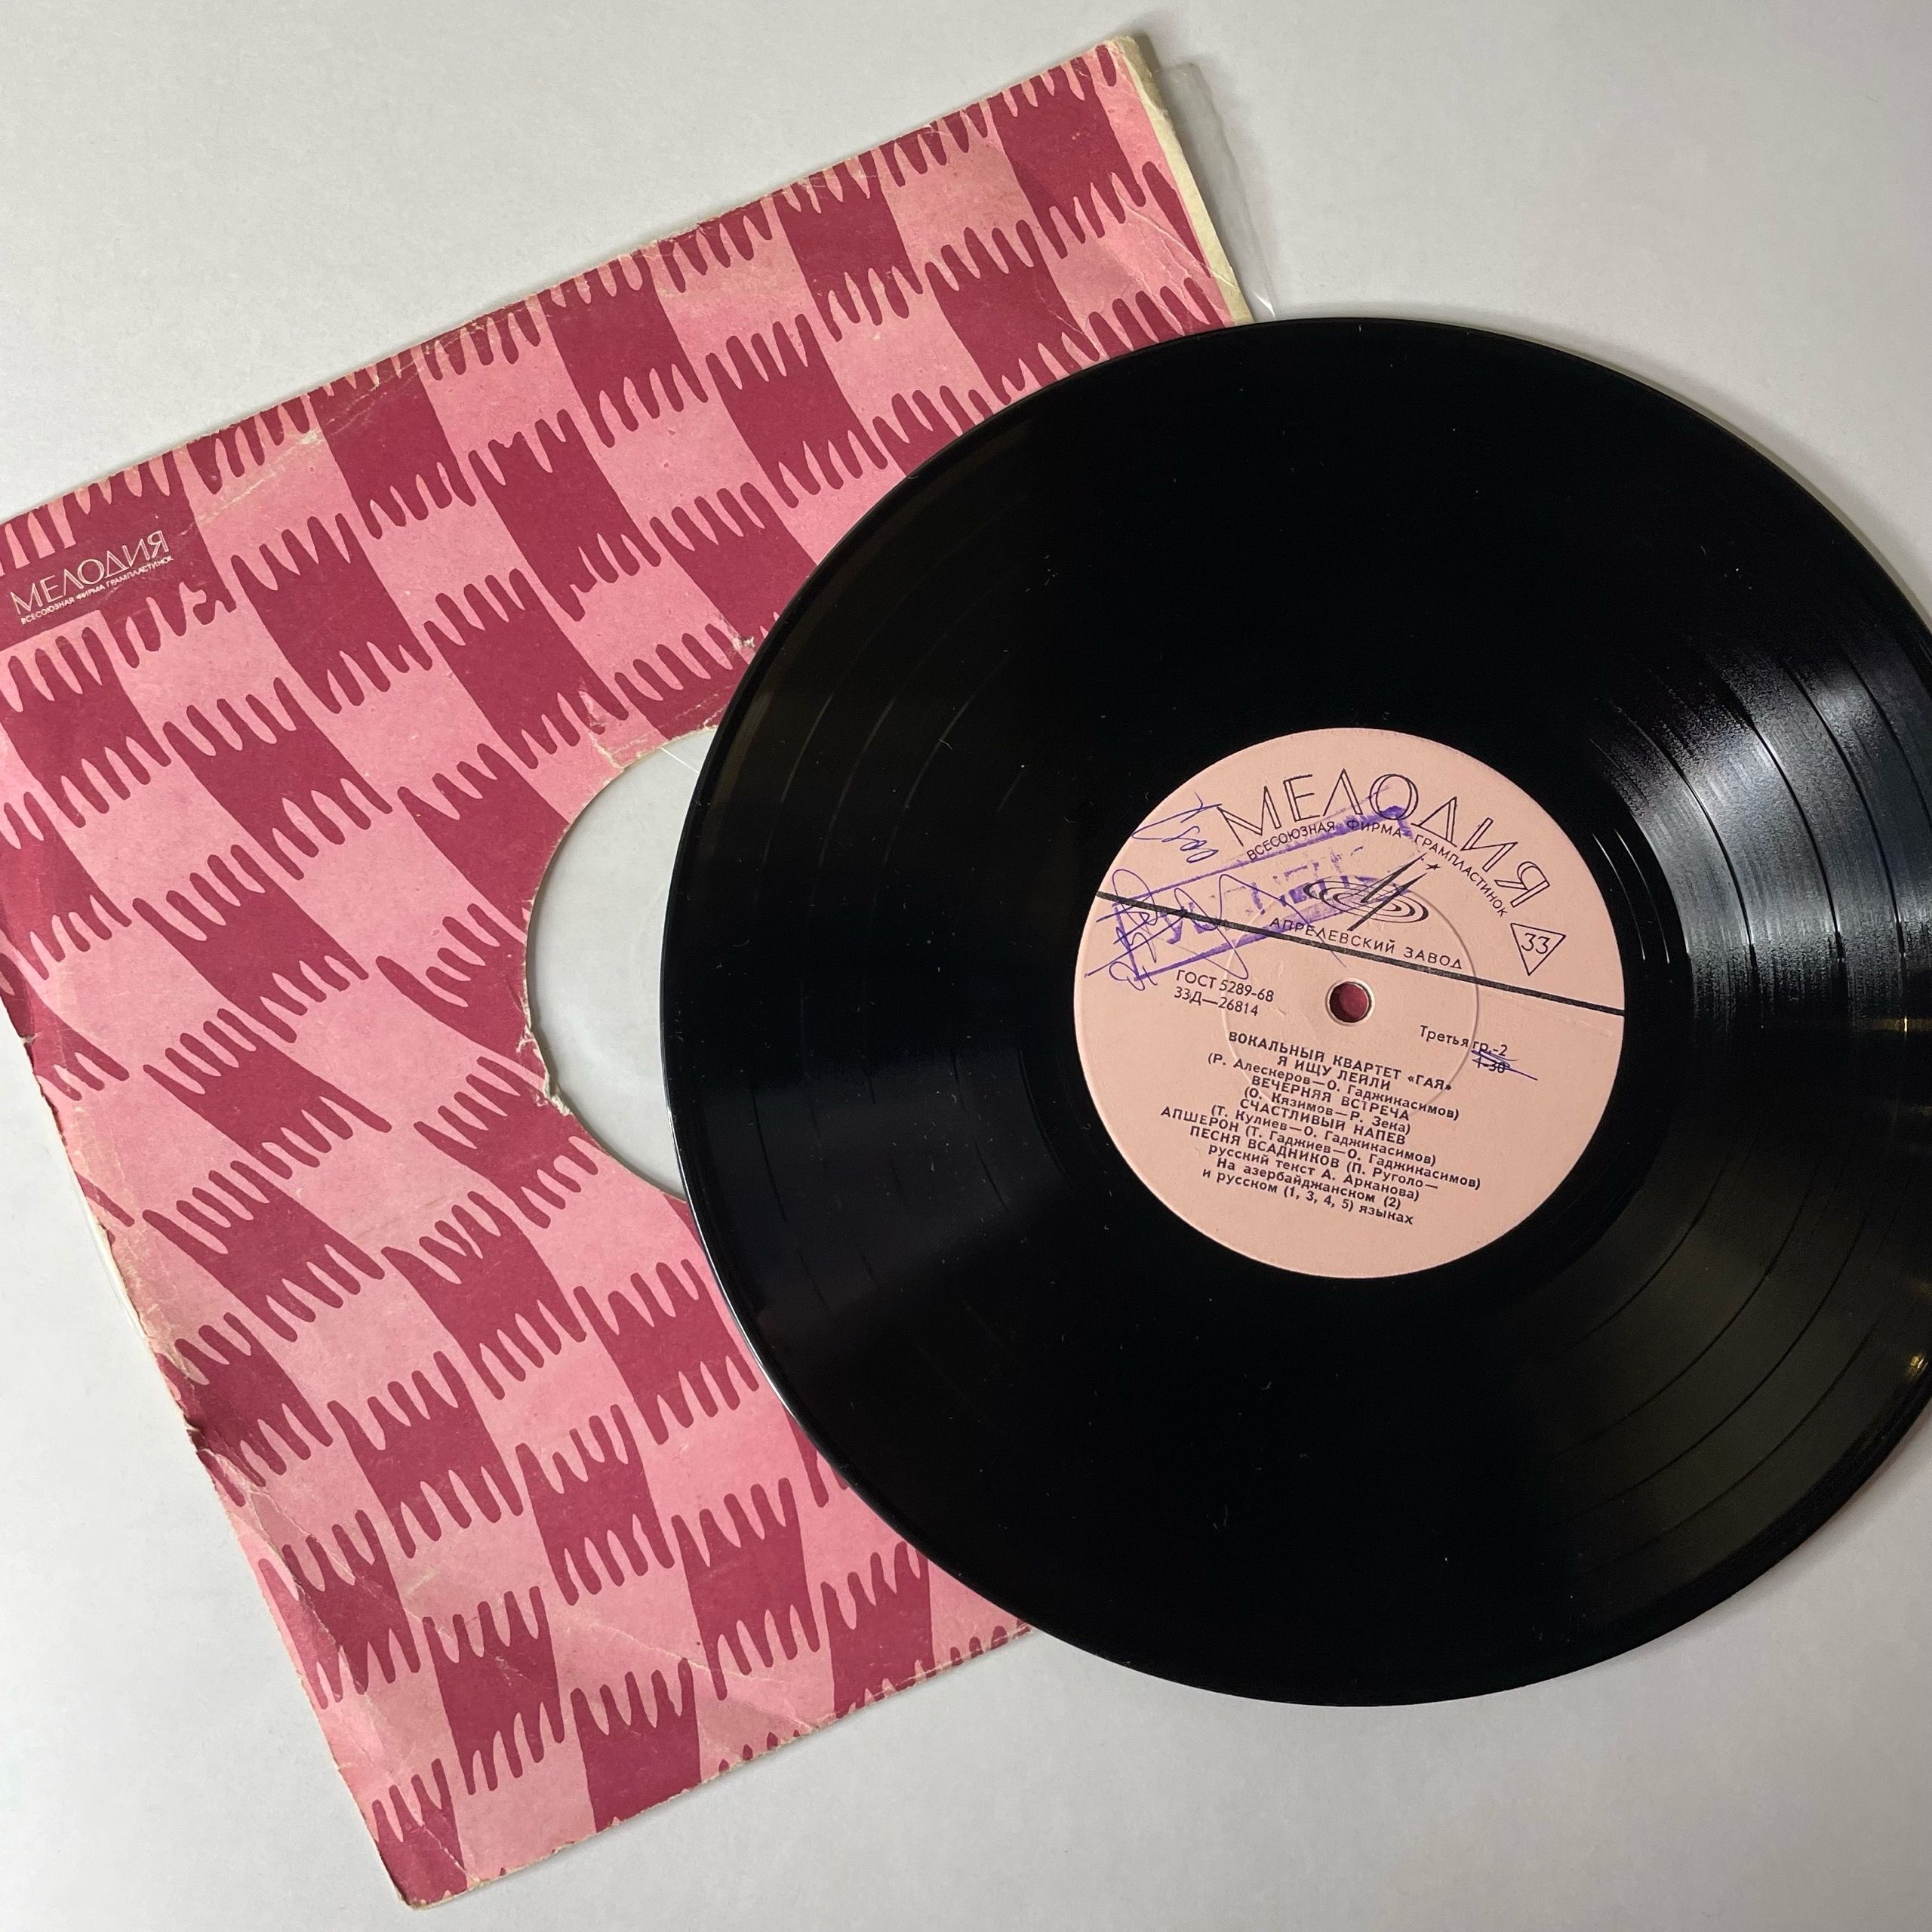 МЕЛОДИЯ
ВСЕСОЮЗНАЯ ФИРМА ГРАМПЛАСТИНОК
МЕЛОДИЯ
ВСЕСОЮЗНАЯ ФИРМА ГРАМПЛАСТИНОК
АПРЕЛЕВСКИЙ ЗАВОД
33
ГОСТ 5289-68
33Д—26814
Третья гр.-2
1-30
ВОКАЛЬНЫЙ КВАРТЕТ «ГАЯ»
Я ИЩУ ЛЕЙЛИ
(Р. Алескеров—О. Гаджикасимов)
ВЕЧЕРНЯЯ ВСТРЕЧА
(О. Кязимов—Р. Зека)
СЧАСТЛИВЫЙ НАПЕВ
(Т. Кулиев—О. Гаджикасимов)
АПШЕРОН (Т. Гаджиев—О. Гаджикасимов)
ПЕСНЯ ВСАДНИКОВ (П. Руголо—
русский текст А. Арканова)
На азербайджанском (2)
и русском (1, 3, 4, 5) языках